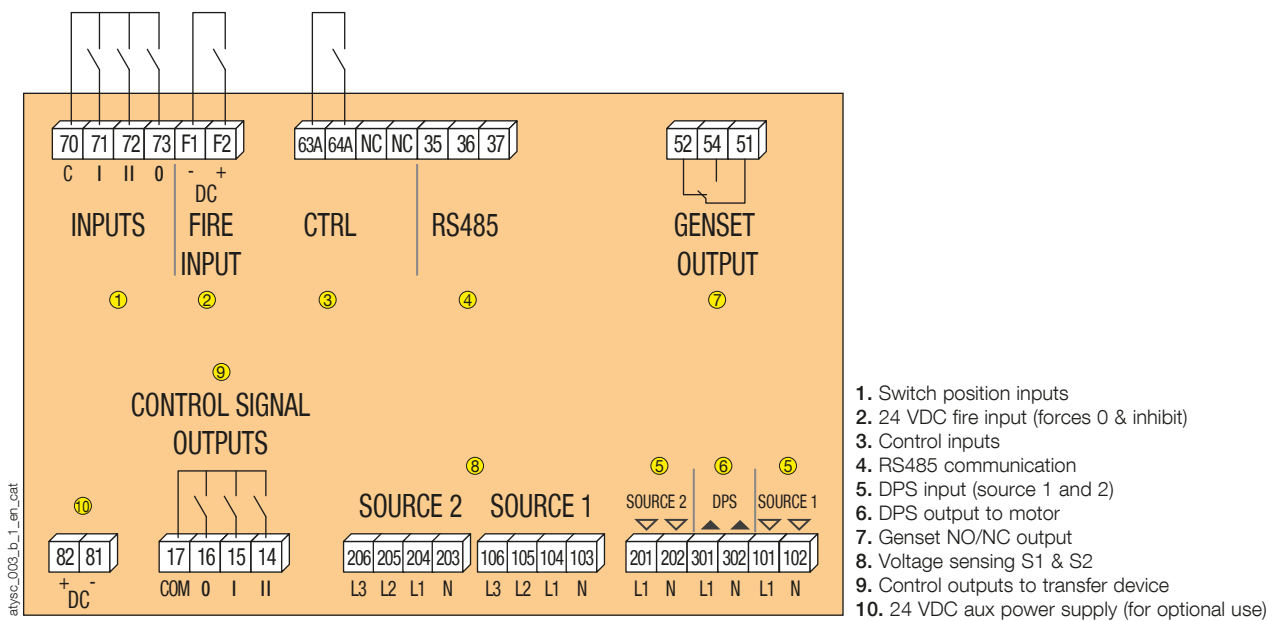 70 71 72 73 F1 F2
C I II 0 - +
DC
INPUTS
FIRE
INPUT
63A 64A NC NC 35 36 37
CTRL
RS485
52 54 51
GENSET
OUTPUT
1
2
3
4
7
9
CONTROL SIGNAL
OUTPUTS
10
82 81
+ -
DC
17 16 15 14
COM 0 I II
8
SOURCE 2
SOURCE 1
206 205 204 203
L3 L2 L1 N
106 105 104 103
L3 L2 L1 N
5
6
5
SOURCE 2
DPS
SOURCE 1
201 202 301 302 101 102
L1 N L1 N L1 N
atysc_003_b_1_en_cat
1. Switch position inputs
2. 24 VDC fire input (forces 0 & inhibit)
3. Control inputs
4. RS485 communication
5. DPS input (source 1 and 2)
6. DPS output to motor
7. Genset NO/NC output
8. Voltage sensing S1 & S2
9. Control outputs to transfer device
10. 24 VDC aux power supply (for optional use)